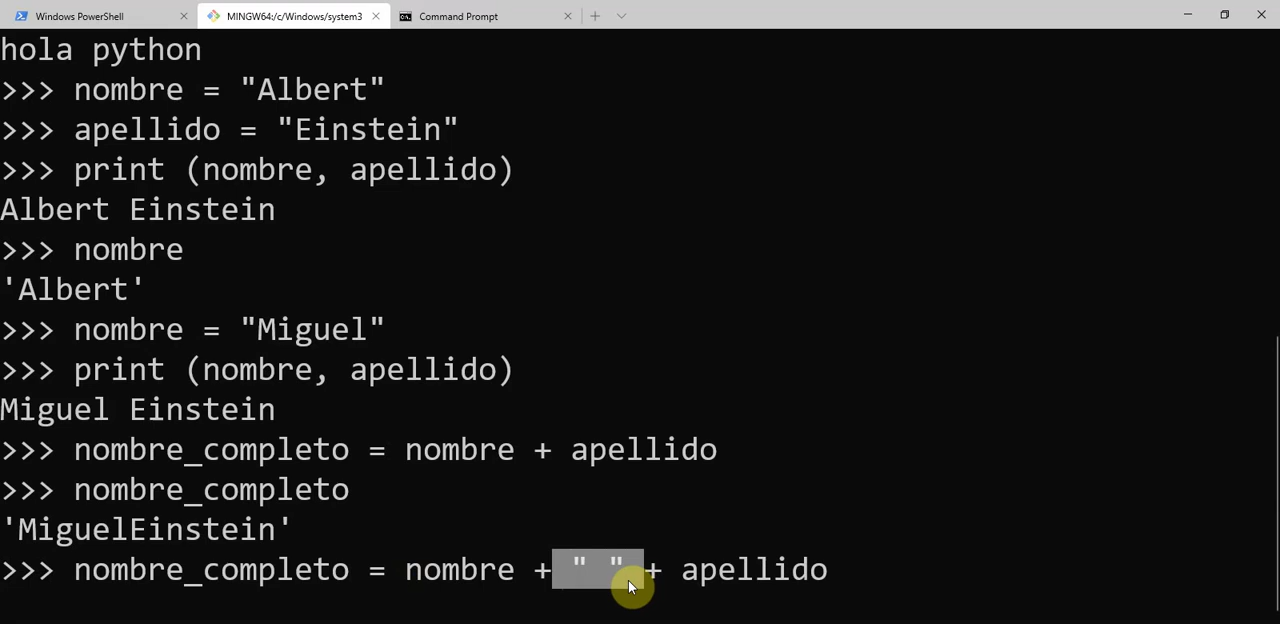 Windows PowerShell MINGW64:/c/Windows/system3 Command Prompt
hola python
>>> nombre = "Albert"
>>> apellido = "Einstein"
>>> print (nombre, apellido)
Albert Einstein
>>> nombre
'Albert'
>>> nombre = "Miguel"
>>> print (nombre, apellido)
Miguel Einstein
>>> nombre_completo = nombre + apellido
>>> nombre_completo
'MiguelEinstein'
>>> nombre_completo = nombre + " " + apellido